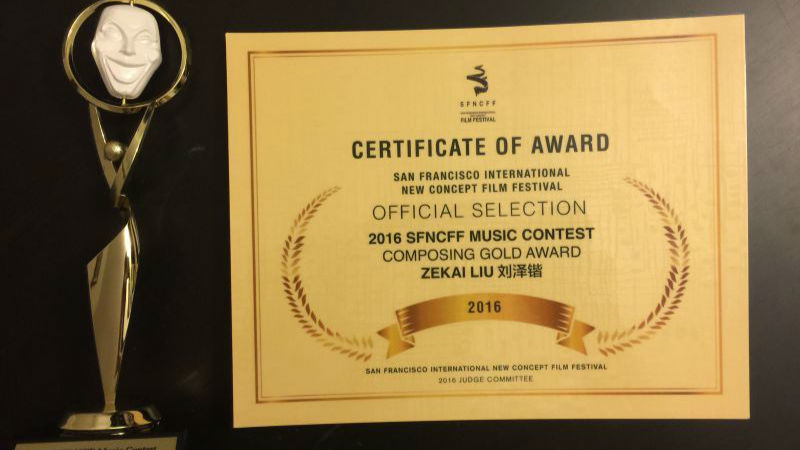 SFNCFF
FILM FESTIVAL
CERTIFICATE OF AWARD
SAN FRANCISCO INTERNATIONAL
NEW CONCEPT FILM FESTIVAL
OFFICIAL SELECTION
2016 SFNCFF MUSIC CONTEST
COMPOSING GOLD AWARD
ZEKAI LIU 刘泽锴
2016
SAN FRANCISCO INTERNATIONAL NEW CONCEPT FILM FESTIVAL
2016 JUDGE COMMITTEE
Music Contest